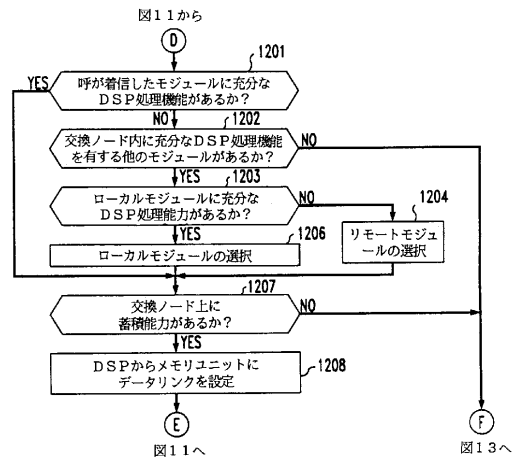 図11から
D
1201
呼が着信したモジュールに充分な
DSP処理機能があるか?
YES
NO
1202
交換ノード内に充分なDSP処理機能
を有する他のモジュールがあるか?
NO
YES
1203
ローカルモジュールに充分な
DSP処理能力があるか?
NO
1204
YES
1206
リモートモジュ
ールの選択
ローカルモジュールの選択
1207
交換ノード上に
蓄積能力があるか?
NO
YES
1208
DSPからメモリユニットに
データリンクを設定
E
F
図11へ
図13へ